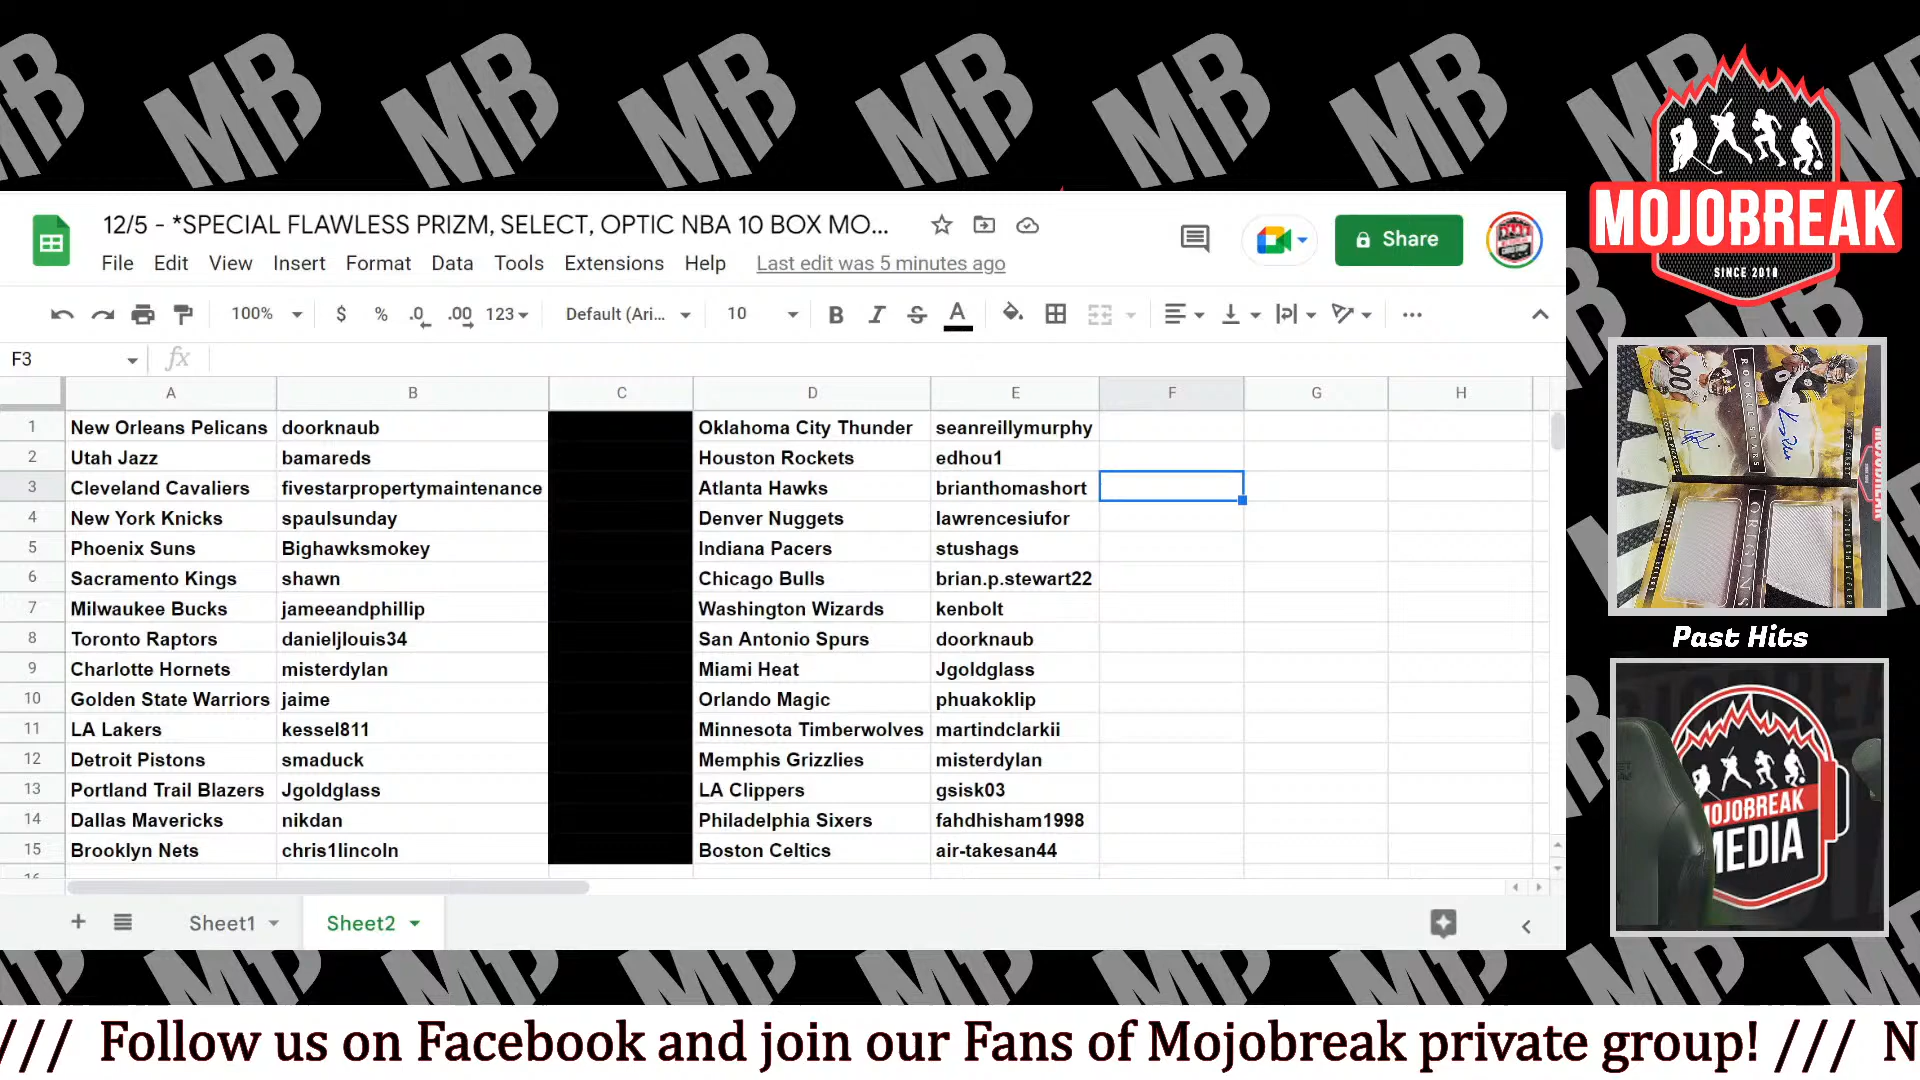 12/5 - *SPECIAL FLAWLESS PRIZM, SELECT, OPTIC NBA 10 BOX MO...
Share
File Edit View Insert Format Data Tools Extensions Help Last edit was 5 minutes ago
100% $ % .0 .00 123 Default (Ari... 10 B I S A
F3 fx
A B C D E F G H
1 New Orleans Pelicans doorknaub Oklahoma City Thunder seanreillymurphy
2 Utah Jazz bamareds Houston Rockets edhou1
3 Cleveland Cavaliers fivestarpropertymaintenance Atlanta Hawks brianthomashort
4 New York Knicks spaulsunday Denver Nuggets lawrencesiufor
5 Phoenix Suns Bighawksmokey Indiana Pacers stushags
6 Sacramento Kings shawn Chicago Bulls brian.p.stewart22
7 Milwaukee Bucks jameeandphillip Washington Wizards kenbolt
8 Toronto Raptors danieljlouis34 San Antonio Spurs doorknaub
9 Charlotte Hornets misterdylan Miami Heat Jgoldglass
10 Golden State Warriors jaime Orlando Magic phuakoklip
11 LA Lakers kessel811 Minnesota Timberwolves martindclarkii
12 Detroit Pistons smaduck Memphis Grizzlies misterdylan
13 Portland Trail Blazers Jgoldglass LA Clippers gsisk03
14 Dallas Mavericks nikdan Philadelphia Sixers fahdhisham1998
15 Brooklyn Nets chris1lincoln Boston Celtics air-takesan44
Sheet1 Sheet2
MOJOBREAK
SINCE 2010
ROOKIE STARS
ORIGINS
Past Hits
MOJOBREAK
MEDIA
/// Follow us on Facebook and join our Fans of Mojobreak private group! /// N